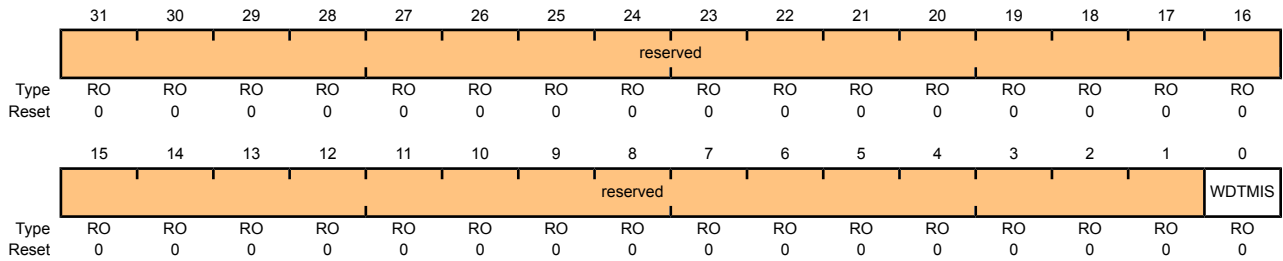 31 30 29 28 27 26 25 24 23 22 21 20 19 18 17 16
reserved
Type RO RO RO RO RO RO RO RO RO RO RO RO RO RO RO RO
Reset 0 0 0 0 0 0 0 0 0 0 0 0 0 0 0 0
15 14 13 12 11 10 9 8 7 6 5 4 3 2 1 0
reserved WDTMIS
Type RO RO RO RO RO RO RO RO RO RO RO RO RO RO RO RO
Reset 0 0 0 0 0 0 0 0 0 0 0 0 0 0 0 0